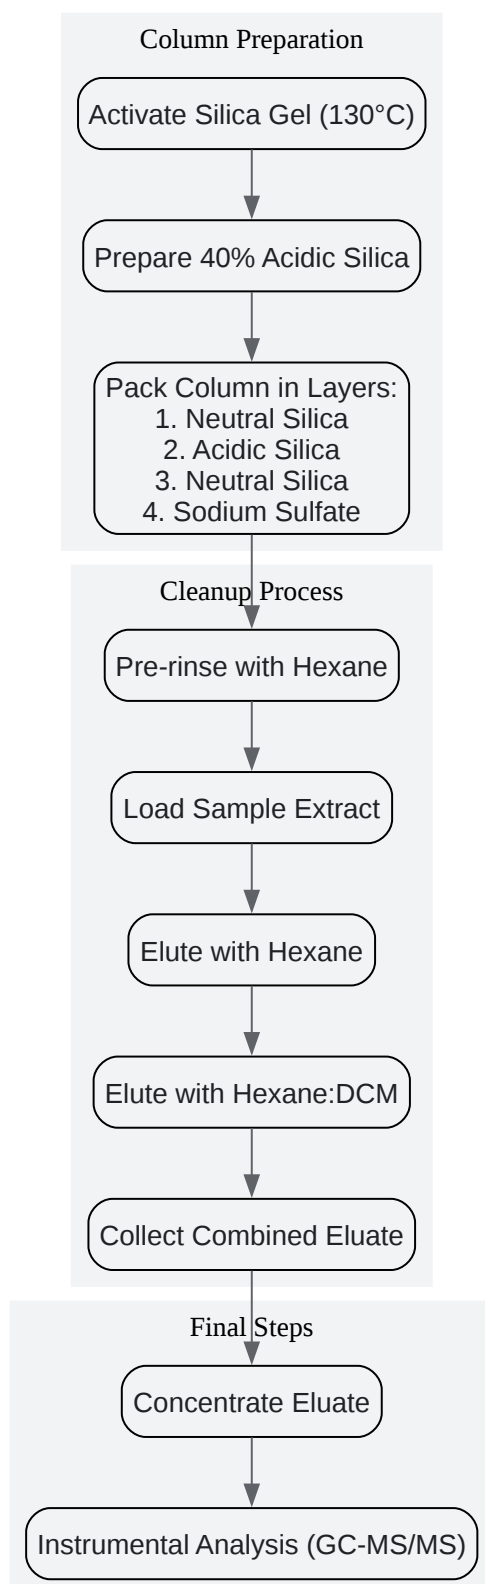 Column Preparation
Activate Silica Gel (130°C)
Prepare 40% Acidic Silica
Pack Column in Layers:
1. Neutral Silica
2. Acidic Silica
3. Neutral Silica
4. Sodium Sulfate
Cleanup Process
Pre-rinse with Hexane
Load Sample Extract
Elute with Hexane
Elute with Hexane:DCM
Collect Combined Eluate
Final Steps
Concentrate Eluate
Instrumental Analysis (GC-MS/MS)